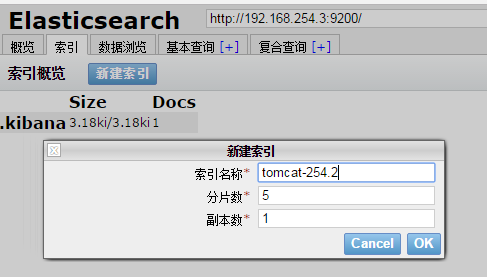 Elasticsearch http://192.168.254.3:9200/
概览 索引 数据浏览 基本查询 [+] 复合查询 [+]
索引概览 新建索引
Size Docs
.kibana 3.18ki/3.18ki 1
新建索引
索引名称* tomcat-254.2
分片数* 5
副本数* 1
Cancel OK